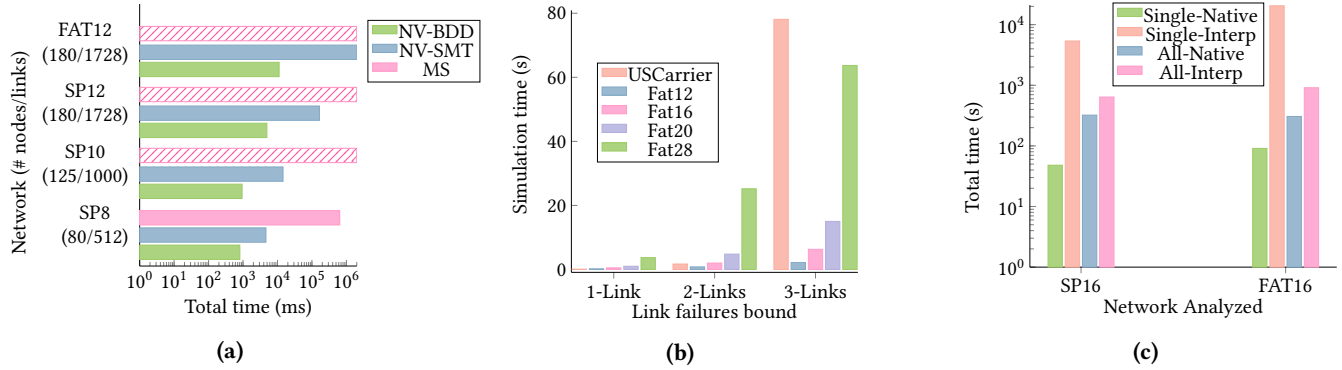 Network (# nodes/links)
FAT12
(180/1728)
SP12
(180/1728)
SP10
(125/1000)
SP8
(80/512)
10^0 10^1 10^2 10^3 10^4 10^5 10^6
Total time (ms)
NV-BDD
NV-SMT
MS
(a)
Simulation time (s)
80
60
40
20
0
USCarrier
Fat12
Fat16
Fat20
Fat28
1-Link 2-Links 3-Links
Link failures bound
(b)
Total time (s)
10^4
10^3
10^2
10^1
10^0
Single-Native
Single-Interp
All-Native
All-Interp
SP16 FAT16
Network Analyzed
(c)